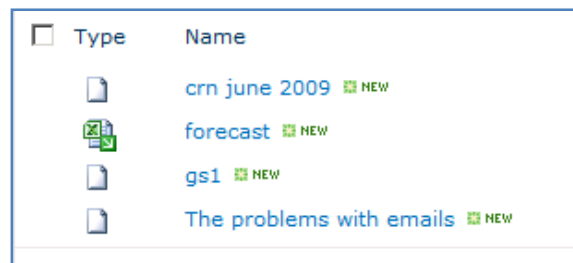 Type Name
crn june 2009 NEW
forecast NEW
gs1 NEW
The problems with emails NEW